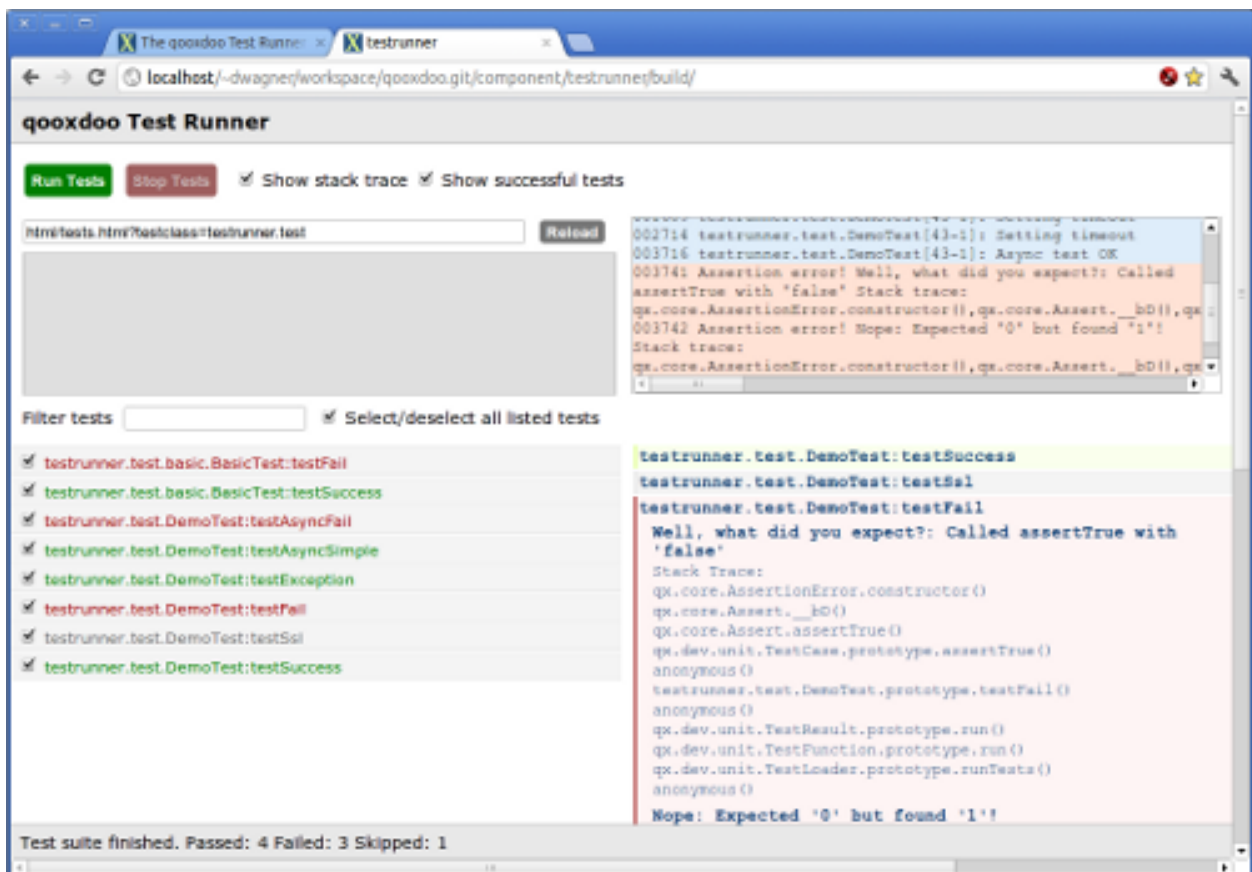 The qooxdoo Test Runner
testrunner
localhost/~dwagner/workspace/qooxdoo.git/component/testrunner/build/
qooxdoo Test Runner
Run Tests
Stop Tests
Show stack trace
Show successful tests
html/tests.html?testclass=testrunner.test
Reload
testrunner.test.DemoTest[43-1]: Setting timeout
002714 testrunner.test.DemoTest[43-1]: Setting timeout
003716 testrunner.test.DemoTest[43-1]: Async test OK
003741 Assertion error! Well, what did you expect?: Called
assertTrue with 'false' Stack trace:
qx.core.AssertionError.constructor(),qx.core.Assert.__bD(),qx
003742 Assertion error! Nope: Expected '0' but found '1'!
Stack trace:
qx.core.AssertionError.constructor(),qx.core.Assert.__bD(),qx
Filter tests
Select/deselect all listed tests
testrunner.test.basic.BasicTest:testFail
testrunner.test.basic.BasicTest:testSuccess
testrunner.test.DemoTest:testAsyncFail
testrunner.test.DemoTest:testAsyncSimple
testrunner.test.DemoTest:testException
testrunner.test.DemoTest:testFail
testrunner.test.DemoTest:testSsl
testrunner.test.DemoTest:testSuccess
testrunner.test.DemoTest:testSuccess
testrunner.test.DemoTest:testSsl
testrunner.test.DemoTest:testFail
Well, what did you expect?: Called assertTrue with
'false'
Stack Trace:
qx.core.AssertionError.constructor()
qx.core.Assert.__bD()
qx.core.Assert.assertTrue()
qx.dev.unit.TestCase.prototype.assertTrue()
anonymous()
testrunner.test.DemoTest.prototype.testFail()
anonymous()
qx.dev.unit.TestResult.prototype.run()
qx.dev.unit.TestFunction.prototype.run()
qx.dev.unit.TestLoader.prototype.runTests()
anonymous()
Nope: Expected '0' but found '1'!
Test suite finished. Passed: 4 Failed: 3 Skipped: 1